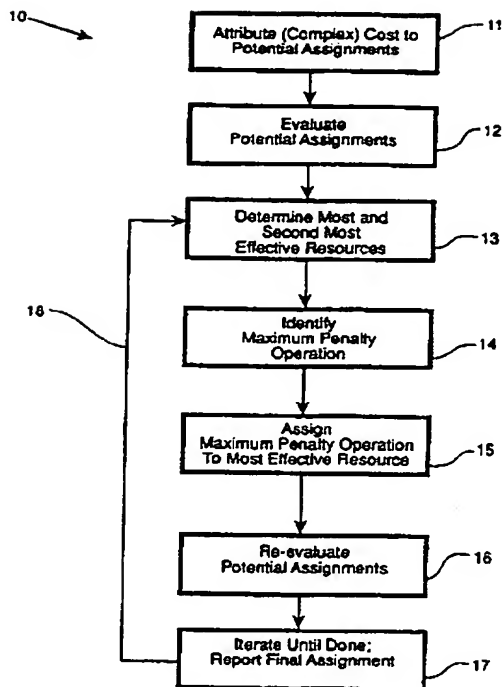 10
Attribute (Complex) Cost to
Potential Assignments
11
Evaluate
Potential Assignments
12
Determine Most and
Second Most
Effective Resources
13
18
Identify
Maximum Penalty
Operation
14
Assign
Maximum Penalty Operation
To Most Effective Resource
15
Re-evaluate
Potential Assignments
16
Iterate Until Done;
Report Final Assignment
17